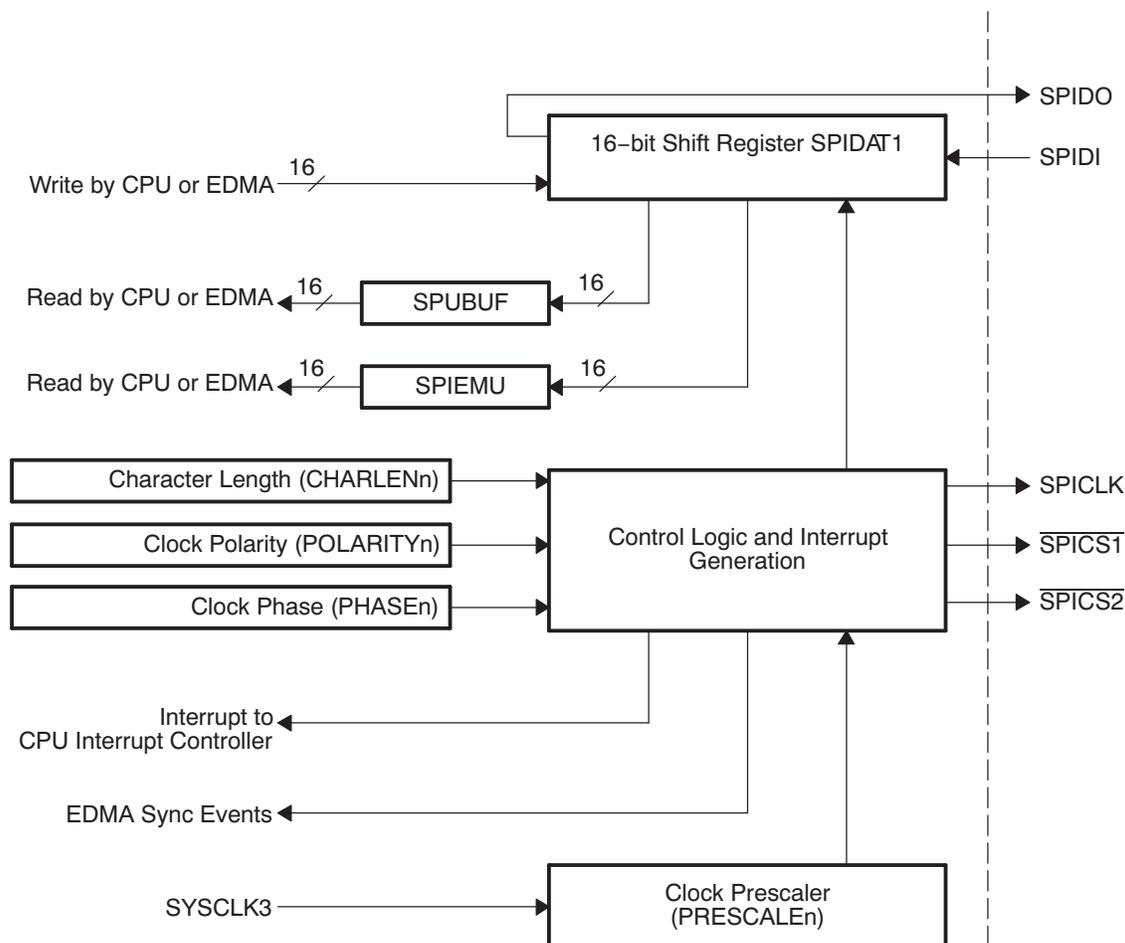 SPIDO
16−bit Shift Register SPIDAT1
SPIDI
16
Write by CPU or EDMA
16
16
Read by CPU or EDMA
SPUBUF
16
16
Read by CPU or EDMA
SPIEMU
Character Length (CHARLENn)
SPICLK
Clock Polarity (POLARITYn)
Control Logic and Interrupt
Generation
SPICS1
Clock Phase (PHASEn)
SPICS2
Interrupt to
CPU Interrupt Controller
EDMA Sync Events
SYSCLK3
Clock Prescaler
(PRESCALEn)